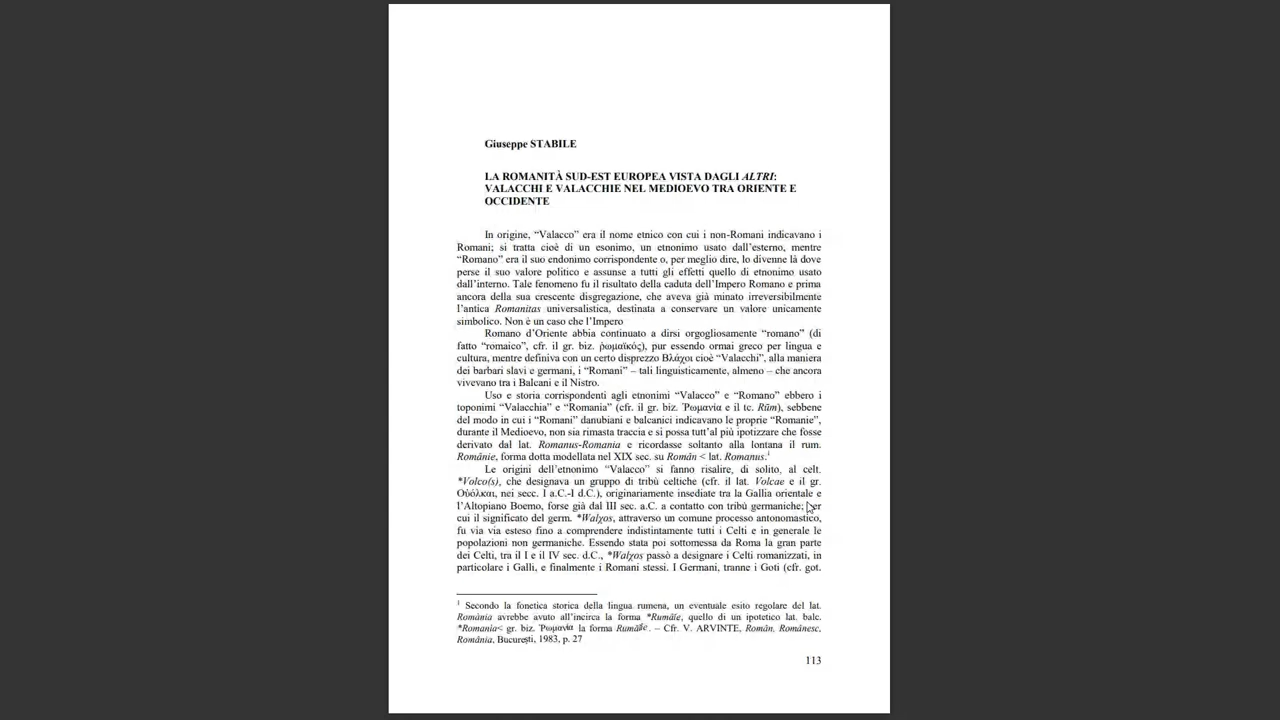 Giuseppe STABILE
LA ROMANITÀ SUD-EST EUROPEA VISTA DAGLI ALTRI:
VALACCHI E VALACCHIE NEL MEDIOEVO TRA ORIENTE E
OCCIDENTE
In origine, “Valacco” era il nome etnico con cui i non-Romani indicavano i
Romani; si tratta cioè di un esonimo, un etnonimo usato dall’esterno, mentre
“Romano” era il suo endonimo corrispondente o, per meglio dire, lo divenne là dove
perse il suo valore politico e assunse a tutti gli effetti quello di etnonimo usato
dall’interno. Tale fenomeno fu il risultato della caduta dell’Impero Romano e prima
ancora della sua crescente disgregazione, che aveva già minato irreversibilmente
l’antica Romanitas universalistica, destinata a conservare un valore unicamente
simbolico. Non è un caso che l’Impero
Romano d’Oriente abbia continuato a dirsi orgogliosamente “romano” (di
fatto “romaico”, cfr. il gr. biz. ῥωμαϊκός), pur essendo ormai greco per lingua e
cultura, mentre definiva con un certo disprezzo Βλάχοι cioè “Valacchi”, alla maniera
dei barbari slavi e germani, i “Romani” – tali linguisticamente, almeno – che ancora
vivevano tra i Balcani e il Nistro.
Uso e storia corrispondenti agli etnonimi “Valacco” e “Romano” ebbero i
toponimi “Valacchia” e “Romania” (cfr. il gr. biz. Ῥωμανία e il tc. Rūm), sebbene
del modo in cui i “Romani” danubiani e balcanici indicavano le proprie “Romanie”,
durante il Medioevo, non sia rimasta traccia e si possa tutt’al più ipotizzare che fosse
derivato dal lat. Romanus-Romania e ricordasse soltanto alla lontana il rum.
Românie, forma dotta modellata nel XIX sec. su Român < lat. Romanus.¹
Le origini dell’etnonimo “Valacco” si fanno risalire, di solito, al celt.
*Volco(s), che designava un gruppo di tribù celtiche (cfr. il lat. Volcae e il gr.
Οὐόλκαι, nei secc. I a.C.-I d.C.), originariamente insediate tra la Gallia orientale e
l’Altopiano Boemo, forse già dal III sec. a.C. a contatto con tribù germaniche; per
cui il significato del germ. *Walχos, attraverso un comune processo antonomastico,
fu via via esteso fino a comprendere indistintamente tutti i Celti e in generale le
popolazioni non germaniche. Essendo stata poi sottomessa da Roma la gran parte
dei Celti, tra il I e il IV sec. d.C., *Walχos passò a designare i Celti romanizzati, in
particolare i Galli, e finalmente i Romani stessi. I Germani, tranne i Goti (cfr. got.
¹ Secondo la fonetica storica della lingua rumena, un eventuale esito regolare del lat.
Romània avrebbe avuto all’incirca la forma *Rumâîe, quello di un ipotetico lat. balc.
*Romanìa< gr. biz. Ῥωμανία la forma . – Cfr. V. ARVINTE, Român, Românesc,
România, București, 1983, p. 27
113